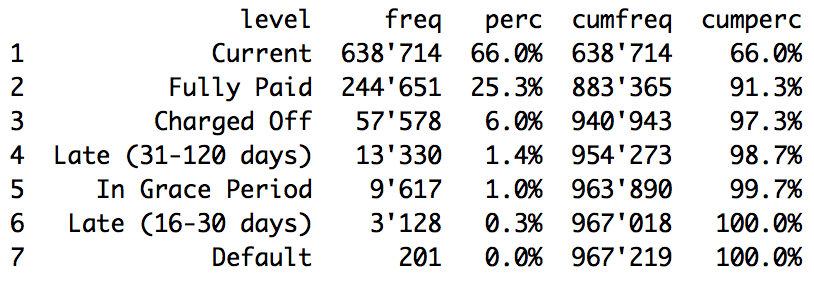 level freq perc cumfreq cumperc
1 Current 638'714 66.0% 638'714 66.0%
2 Fully Paid 244'651 25.3% 883'365 91.3%
3 Charged Off 57'578 6.0% 940'943 97.3%
4 Late (31-120 days) 13'330 1.4% 954'273 98.7%
5 In Grace Period 9'617 1.0% 963'890 99.7%
6 Late (16-30 days) 3'128 0.3% 967'018 100.0%
7 Default 201 0.0% 967'219 100.0%